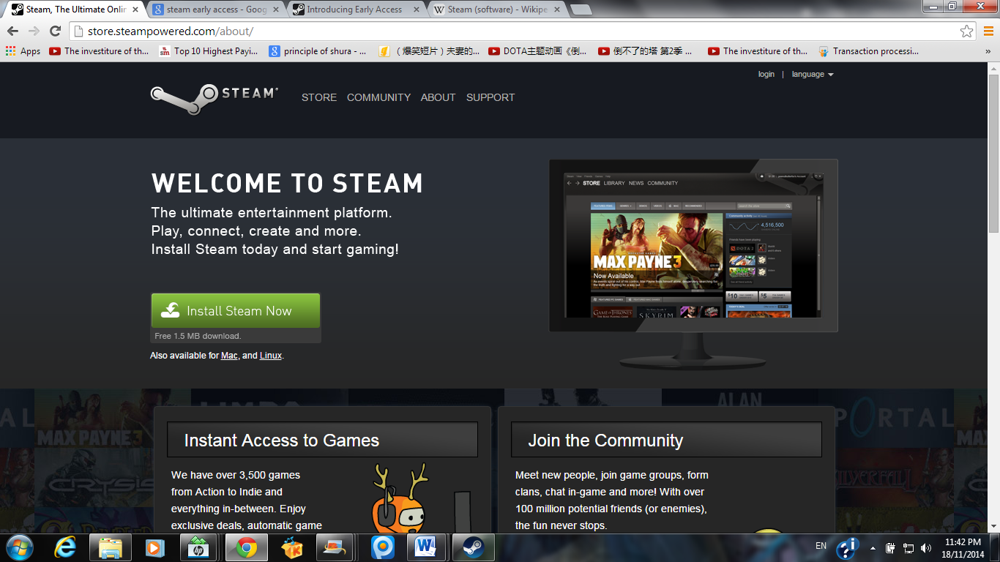 Steam, The Ultimate Onlin
steam early access - Goog
Introducing Early Access
Steam (software) - Wikipe
store.steampowered.com/about/
Apps
The investiture of th...
Top 10 Highest Payi...
principle of shura - ...
（爆笑短片）夫妻的...
DOTA主题动画《倒...
倒不了的塔 第2季 ...
The investiture of th...
Transaction processi...
»
login | language
STEAM
STORE COMMUNITY ABOUT SUPPORT
WELCOME TO STEAM
The ultimate entertainment platform.
Play, connect, create and more.
Install Steam today and start gaming!
Install Steam Now
Free 1.5 MB download.
Also available for Mac, and Linux.
STORE LIBRARY NEWS COMMUNITY
4,516,500
DOTA 2
MAX PAYNE 3
Now Available
$10
$5
GAME OF THRONES
SKYRIM
MAX PAYNE 3
LIMBO
ALAN
PORTAL
CRYSIS
SILVERFALL
Instant Access to Games
We have over 3,500 games
from Action to Indie and
everything in-between. Enjoy
exclusive deals, automatic game
Join the Community
Meet new people, join game groups, form
clans, chat in-game and more! With over
100 million potential friends (or enemies),
the fun never stops.
EN
11:42 PM
18/11/2014